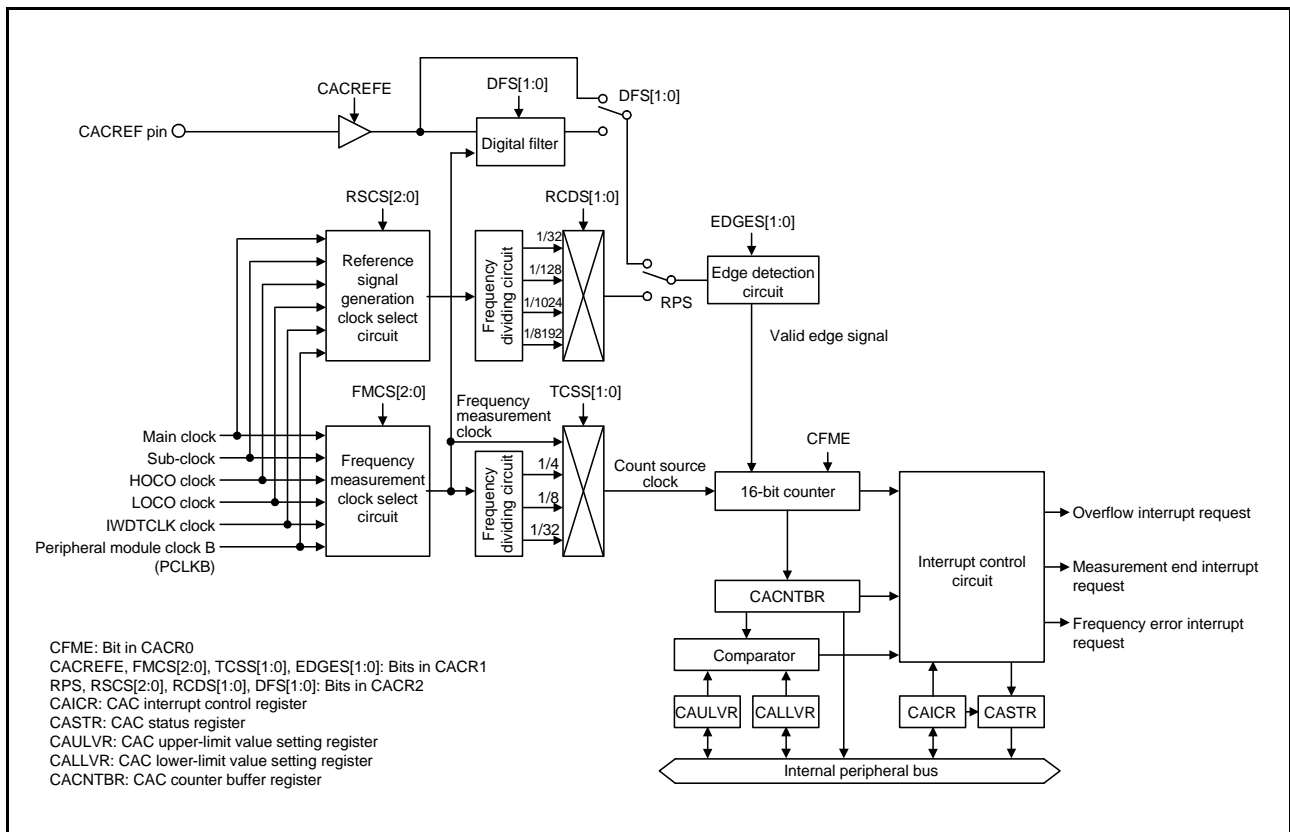 CACREFE
DFS[1:0]
DFS[1:0]
CACREF pin
Digital filter
RSCS[2:0]
RCDS[1:0]
EDGES[1:0]
Reference
signal
generation
clock select
circuit
Frequency
dividing circuit
1/32
1/128
1/1024
1/8192
RPS
Edge detection
circuit
Valid edge signal
FMCS[2:0]
Frequency
measurement
clock
TCSS[1:0]
CFME
Main clock
Sub-clock
HOCO clock
LOCO clock
IWDTCLK clock
Peripheral module clock B
(PCLKB)
Frequency
measurement
clock select
circuit
Frequency
dividing circuit
1/4
1/8
1/32
Count source
clock
16-bit counter
Interrupt control
circuit
Overflow interrupt request
Measurement end interrupt
request
Frequency error interrupt
request
CACNTBR
Comparator
CAULVR
CALLVR
CAICR
CASTR
Internal peripheral bus
CFME: Bit in CACR0
CACREFE, FMCS[2:0], TCSS[1:0], EDGES[1:0]: Bits in CACR1
RPS, RSCS[2:0], RCDS[1:0], DFS[1:0]: Bits in CACR2
CAICR: CAC interrupt control register
CASTR: CAC status register
CAULVR: CAC upper-limit value setting register
CALLVR: CAC lower-limit value setting register
CACNTBR: CAC counter buffer register